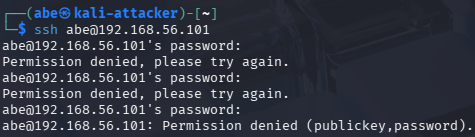 ┌──(abe㉿kali-attacker)-[~]
└─$ ssh abe@192.168.56.101
abe@192.168.56.101's password:
Permission denied, please try again.
abe@192.168.56.101's password:
Permission denied, please try again.
abe@192.168.56.101's password:
abe@192.168.56.101: Permission denied (publickey,password).